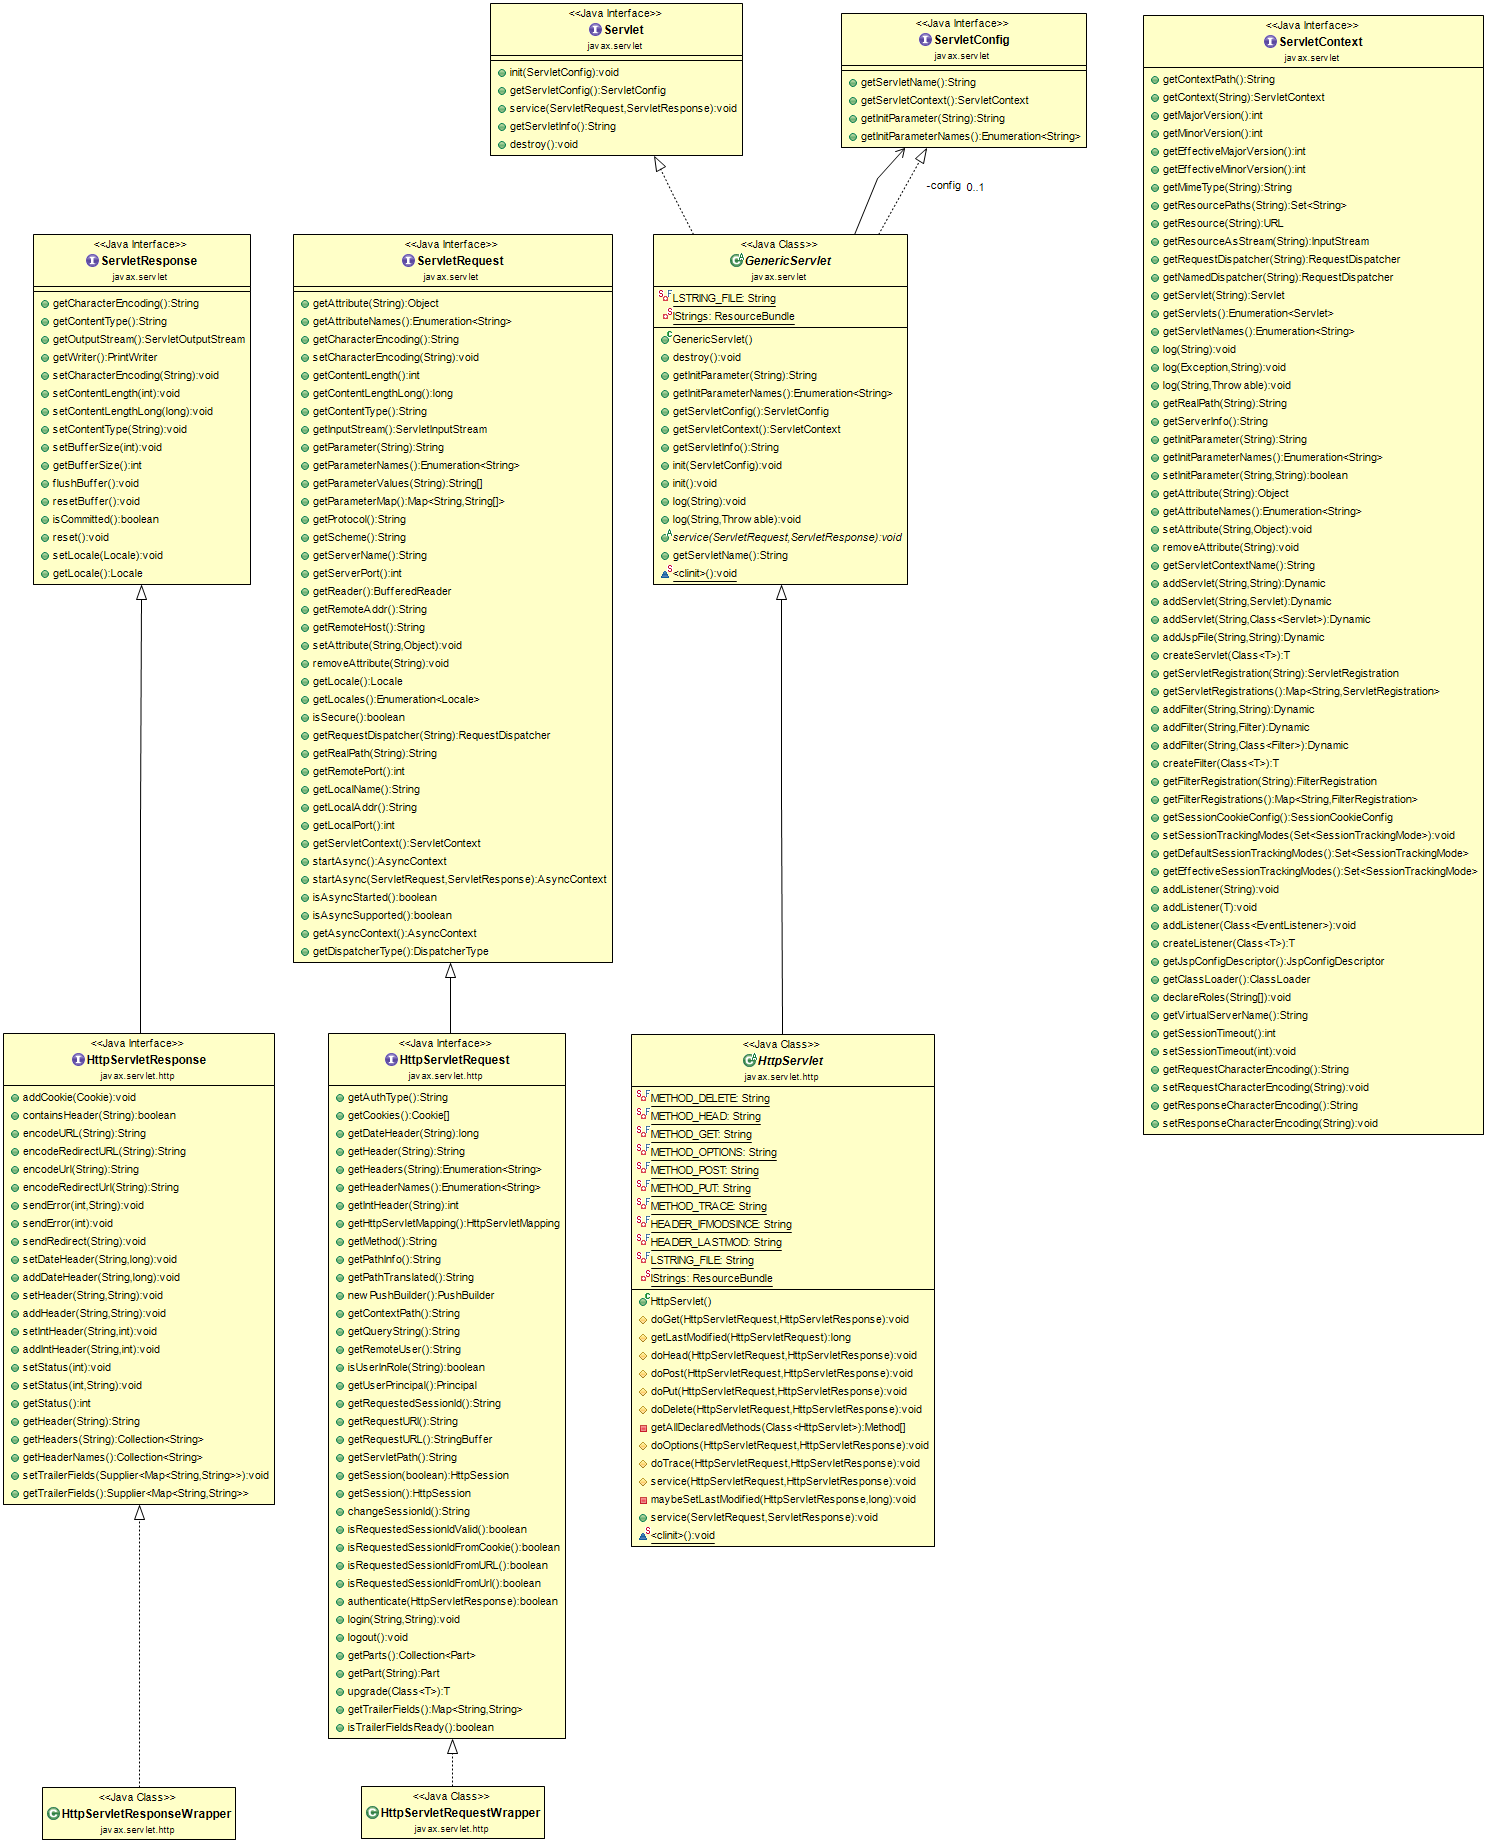 <<Java Interface>>
Servlet
javax.servlet
init(ServletConfig):void
getServletConfig():ServletConfig
service(ServletRequest,ServletResponse):void
getServletInfo():String
destroy():void
<<Java Interface>>
ServletConfig
javax.servlet
getServletName():String
getServletContext():ServletContext
getInitParameter(String):String
getInitParameterNames():Enumeration<String>
-config 0..1
<<Java Interface>>
ServletContext
javax.servlet
getContextPath():String
getContext(String):ServletContext
getMajorVersion():int
getMinorVersion():int
getEffectiveMajorVersion():int
getEffectiveMinorVersion():int
getMimeType(String):String
getResourcePaths(String):Set<String>
getResource(String):URL
getResourceAsStream(String):InputStream
getRequestDispatcher(String):RequestDispatcher
getNamedDispatcher(String):RequestDispatcher
getServlet(String):Servlet
getServlets():Enumeration<Servlet>
getServletNames():Enumeration<String>
log(String):void
log(Exception,String):void
log(String,Throwable):void
getRealPath(String):String
getServerInfo():String
getInitParameter(String):String
getInitParameterNames():Enumeration<String>
setInitParameter(String,String):boolean
getAttribute(String):Object
getAttributeNames():Enumeration<String>
setAttribute(String,Object):void
removeAttribute(String):void
getServletContextName():String
addServlet(String,String):Dynamic
addServlet(String,Servlet):Dynamic
addServlet(String,Class<Servlet>):Dynamic
addJspFile(String,String):Dynamic
createServlet(Class<T>):T
getServletRegistration(String):ServletRegistration
getServletRegistrations():Map<String,ServletRegistration>
addFilter(String,String):Dynamic
addFilter(String,Filter):Dynamic
addFilter(String,Class<Filter>):Dynamic
createFilter(Class<T>):T
getFilterRegistration(String):FilterRegistration
getFilterRegistrations():Map<String,FilterRegistration>
getSessionCookieConfig():SessionCookieConfig
setSessionTrackingModes(Set<SessionTrackingMode>):void
getDefaultSessionTrackingModes():Set<SessionTrackingMode>
getEffectiveSessionTrackingModes():Set<SessionTrackingMode>
addListener(String):void
addListener(T):void
addListener(Class<EventListener>):void
createListener(Class<T>):T
getJspConfigDescriptor():JspConfigDescriptor
getClassLoader():ClassLoader
declareRoles(String[]):void
getVirtualServerName():String
getSessionTimeout():int
setSessionTimeout(int):void
getRequestCharacterEncoding():String
setRequestCharacterEncoding(String):void
getResponseCharacterEncoding():String
setResponseCharacterEncoding(String):void
<<Java Interface>>
ServletResponse
javax.servlet
getCharacterEncoding():String
getContentType():String
getOutputStream():ServletOutputStream
getWriter():PrintWriter
setCharacterEncoding(String):void
setContentLength(int):void
setContentLengthLong(long):void
setContentType(String):void
setBufferSize(int):void
getBufferSize():int
flushBuffer():void
resetBuffer():void
isCommitted():boolean
reset():void
setLocale(Locale):void
getLocale():Locale
<<Java Interface>>
ServletRequest
javax.servlet
getAttribute(String):Object
getAttributeNames():Enumeration<String>
getCharacterEncoding():String
setCharacterEncoding(String):void
getContentLength():int
getContentLengthLong():long
getContentType():String
getInputStream():ServletInputStream
getParameter(String):String
getParameterNames():Enumeration<String>
getParameterValues(String):String[]
getParameterMap():Map<String,String[]>
getProtocol():String
getScheme():String
getServerName():String
getServerPort():int
getReader():BufferedReader
getRemoteAddr():String
getRemoteHost():String
setAttribute(String,Object):void
removeAttribute(String):void
getLocale():Locale
getLocales():Enumeration<Locale>
isSecure():boolean
getRequestDispatcher(String):RequestDispatcher
getRealPath(String):String
getRemotePort():int
getLocalName():String
getLocalAddr():String
getLocalPort():int
getServletContext():ServletContext
startAsync():AsyncContext
startAsync(ServletRequest,ServletResponse):AsyncContext
isAsyncStarted():boolean
isAsyncSupported():boolean
getAsyncContext():AsyncContext
getDispatcherType():DispatcherType
<<Java Class>>
GenericServlet
javax.servlet
LSTRING_FILE: String
lStrings: ResourceBundle
GenericServlet()
destroy():void
getInitParameter(String):String
getInitParameterNames():Enumeration<String>
getServletConfig():ServletConfig
getServletContext():ServletContext
getServletInfo():String
init(ServletConfig):void
init():void
log(String):void
log(String,Throwable):void
service(ServletRequest,ServletResponse):void
getServletName():String
<clinit>():void
<<Java Interface>>
HttpServletResponse
javax.servlet.http
addCookie(Cookie):void
containsHeader(String):boolean
encodeURL(String):String
encodeRedirectURL(String):String
encodeUrl(String):String
encodeRedirectUrl(String):String
sendError(int,String):void
sendError(int):void
sendRedirect(String):void
setDateHeader(String,long):void
addDateHeader(String,long):void
setHeader(String,String):void
addHeader(String,String):void
setIntHeader(String,int):void
addIntHeader(String,int):void
setStatus(int):void
setStatus(int,String):void
getStatus():int
getHeader(String):String
getHeaders(String):Collection<String>
getHeaderNames():Collection<String>
setTrailerFields(Supplier<Map<String,String>>):void
getTrailerFields():Supplier<Map<String,String>>
<<Java Interface>>
HttpServletRequest
javax.servlet.http
getAuthType():String
getCookies():Cookie[]
getDateHeader(String):long
getHeader(String):String
getHeaders(String):Enumeration<String>
getHeaderNames():Enumeration<String>
getIntHeader(String):int
getHttpServletMapping():HttpServletMapping
getMethod():String
getPathInfo():String
getPathTranslated():String
newPushBuilder():PushBuilder
getContextPath():String
getQueryString():String
getRemoteUser():String
isUserInRole(String):boolean
getUserPrincipal():Principal
getRequestedSessionId():String
getRequestURI():String
getRequestURL():StringBuffer
getServletPath():String
getSession(boolean):HttpSession
getSession():HttpSession
changeSessionId():String
isRequestedSessionIdValid():boolean
isRequestedSessionIdFromCookie():boolean
isRequestedSessionIdFromURL():boolean
isRequestedSessionIdFromUrl():boolean
authenticate(HttpServletResponse):boolean
login(String,String):void
logout():void
getParts():Collection<Part>
getPart(String):Part
upgrade(Class<T>):T
getTrailerFields():Map<String,String>
isTrailerFieldsReady():boolean
<<Java Class>>
HttpServlet
javax.servlet.http
METHOD_DELETE: String
METHOD_HEAD: String
METHOD_GET: String
METHOD_OPTIONS: String
METHOD_POST: String
METHOD_PUT: String
METHOD_TRACE: String
HEADER_IFMODSINCE: String
HEADER_LASTMOD: String
LSTRING_FILE: String
lStrings: ResourceBundle
HttpServlet()
doGet(HttpServletRequest,HttpServletResponse):void
getLastModified(HttpServletRequest):long
doHead(HttpServletRequest,HttpServletResponse):void
doPost(HttpServletRequest,HttpServletResponse):void
doPut(HttpServletRequest,HttpServletResponse):void
doDelete(HttpServletRequest,HttpServletResponse):void
getAllDeclaredMethods(Class<HttpServlet>):Method[]
doOptions(HttpServletRequest,HttpServletResponse):void
doTrace(HttpServletRequest,HttpServletResponse):void
service(HttpServletRequest,HttpServletResponse):void
maybeSetLastModified(HttpServletResponse,long):void
service(ServletRequest,ServletResponse):void
<clinit>():void
<<Java Class>>
HttpServletResponseWrapper
javax.servlet.http
<<Java Class>>
HttpServletRequestWrapper
javax.servlet.http